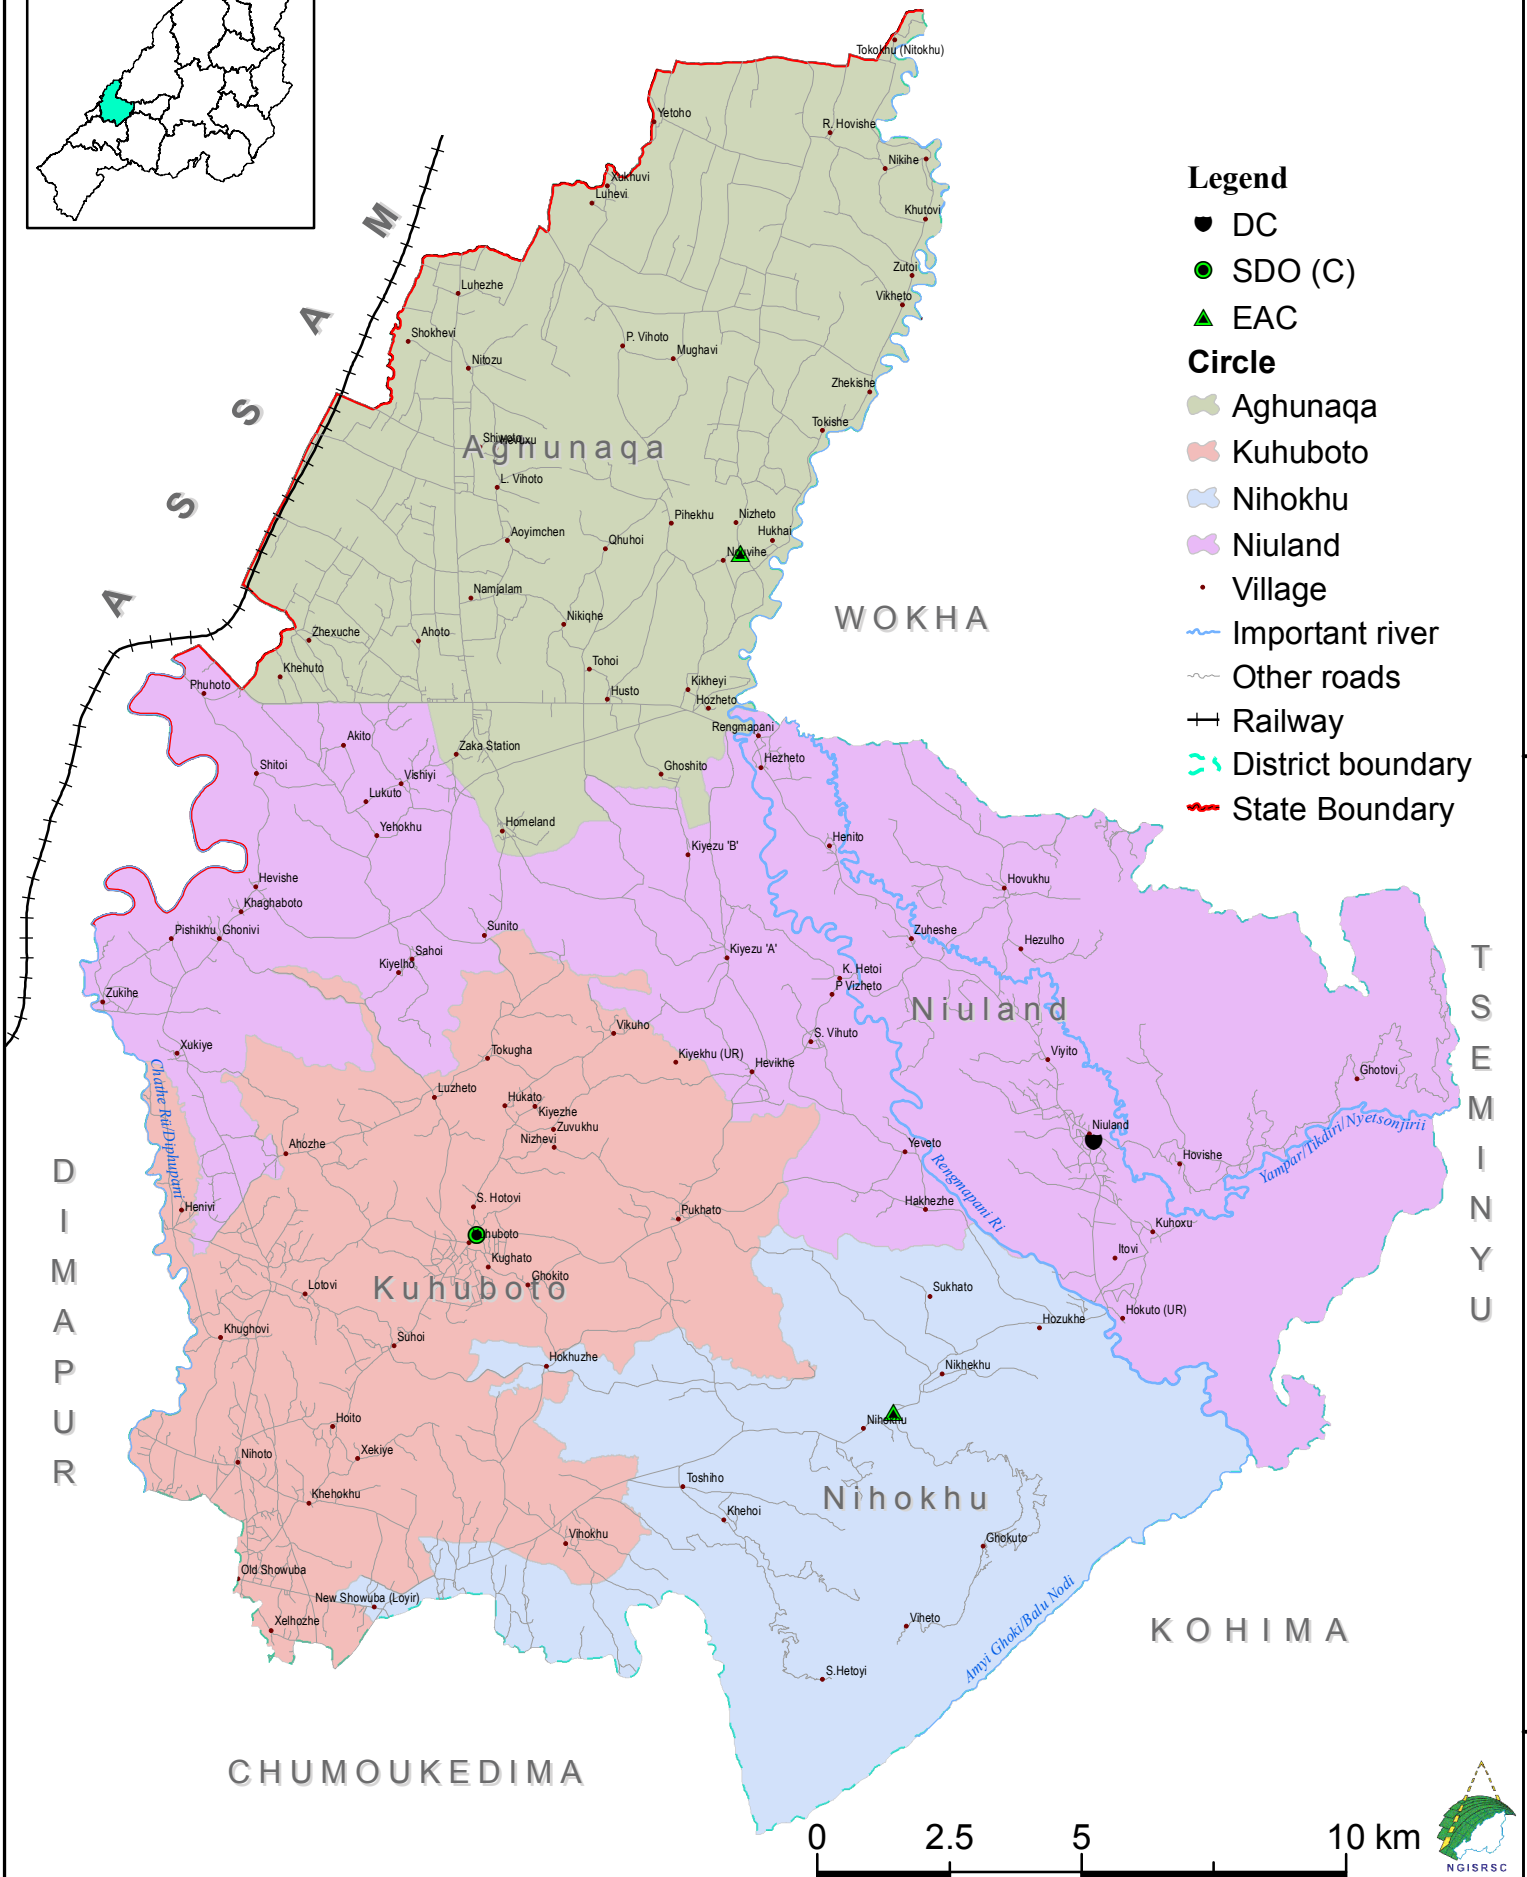 Tokokhu (Nitokhu)
Yetoho
R. Hovishe
Nikihe
Xukhuvi
Luhevi
Khutovi
Zutoi
Vikheto
Luhezhe
Shokhevi
P. Vihoto
Mughavi
Nitozu
Zhekishe
Tokishe
Aghunaqa
L. Vihoto
Pihekhu
Nizheto
Hukhai
Aoyimchen
Qhuhoi
Namjalam
Nikiqhe
Zhexuche
Ahoto
Khehuto
Tohoi
Husto
Kikheyi
Hozheto
Phuhoto
Rengmapani
Akito
Zaka Station
Hezheto
Shitoi
Vishiyi
Ghoshito
Lukuto
Yehokhu
Homeland
Henito
Kiyezu 'B'
Hevishe
Hovukhu
Khaghaboto
Pishikhu
Ghonivi
Sunito
Zuheshe
Hezulho
Sahoi
Kiyelho
Kiyezu 'A'
K. Hetoi
P Vizheto
Zukihe
Niuland
Vikuho
S. Vihuto
Xukiye
Tokugha
Kiyekhu (UR)
Hevikhe
Viyito
Ghotovi
Luzheto
Hukato
Kiyezhe
Zuvukhu
Nizhevi
Niuland
Ahozhe
Yeveto
Hovishe
Chathe Rü/Diphupani
Rengmapani Ri
Yampar/Tikdiri/Nyetsonjirii
Henivi
S. Hotovi
Pukhato
Hakhezhe
Kuhoxu
huboto
Itovi
Kughato
Ghokito
Kuhuboto
Lotovi
Sukhato
Hozukhe
Hokuto (UR)
Khughovi
Suhoi
Hokhuzhe
Nikhekhu
Hoito
Nihokhu
Nihoto
Xekiye
Toshiho
Nihokhu
Khehokhu
Khehoi
Vihokhu
Ghokuto
Old Showuba
New Showuba (Loyir)
Xelhozhe
Viheto
S.Hetoyi
Amyi Ghoki/Balu Nodi
ASSAM
WOKHA
TSEMINYU
DIMAPUR
KOHIMA
CHUMOUKEDIMA
Legend
DC
SDO (C)
EAC
Circle
Aghunaqa
Kuhuboto
Nihokhu
Niuland
Village
Important river
Other roads
Railway
District boundary
State Boundary
0 2.5 5 10 km
NGISRSC